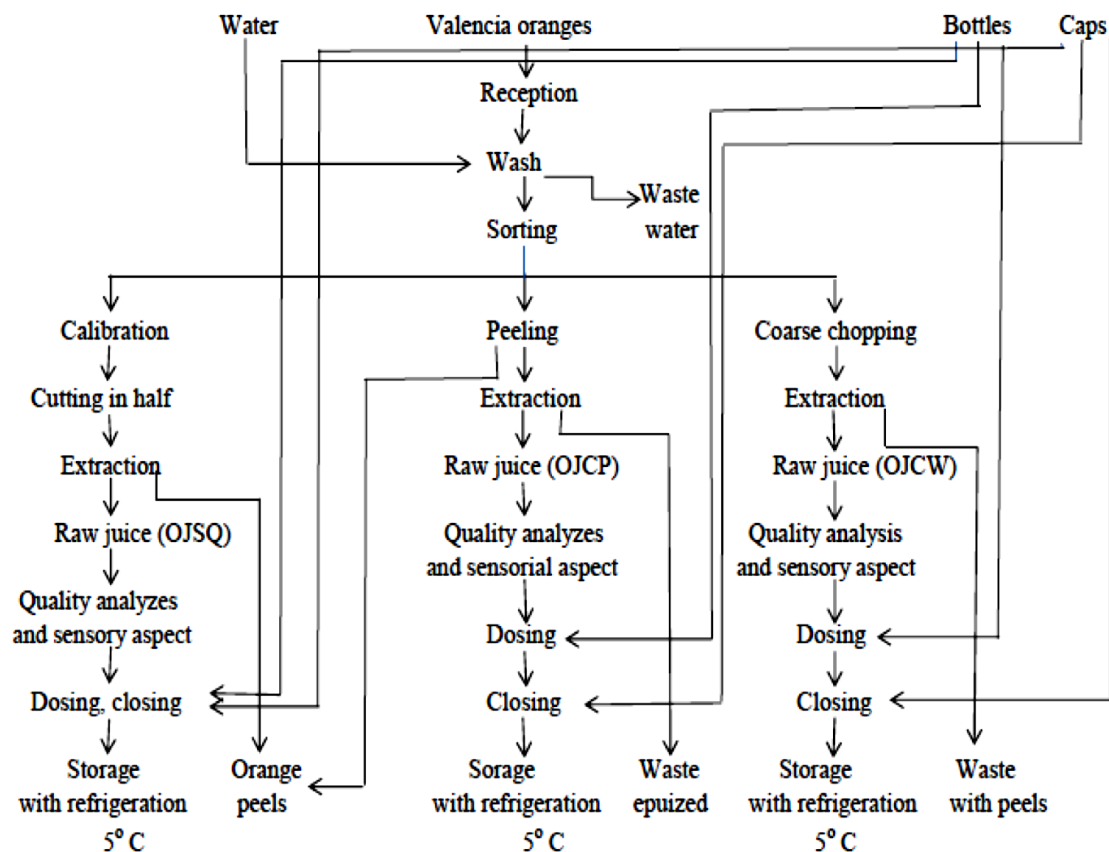 Water
Valencia oranges
Bottles
Caps
Reception
Wash
Waste
water
Sorting
Calibration
Peeling
Coarse chopping
Cutting in half
Extraction
Extraction
Extraction
Raw juice (OJCP)
Raw juice (OJCW)
Raw juice (OJSQ)
Quality analyzes
and sensorial aspect
Quality analysis
and sensory aspect
Quality analyzes
and sensory aspect
Dosing
Dosing
Dosing, closing
Closing
Closing
Storage
with refrigeration
5° C
Orange
peels
Sorage
with refrigeration
5° C
Waste
epuized
Storage
with refrigeration
5° C
Waste
with peels